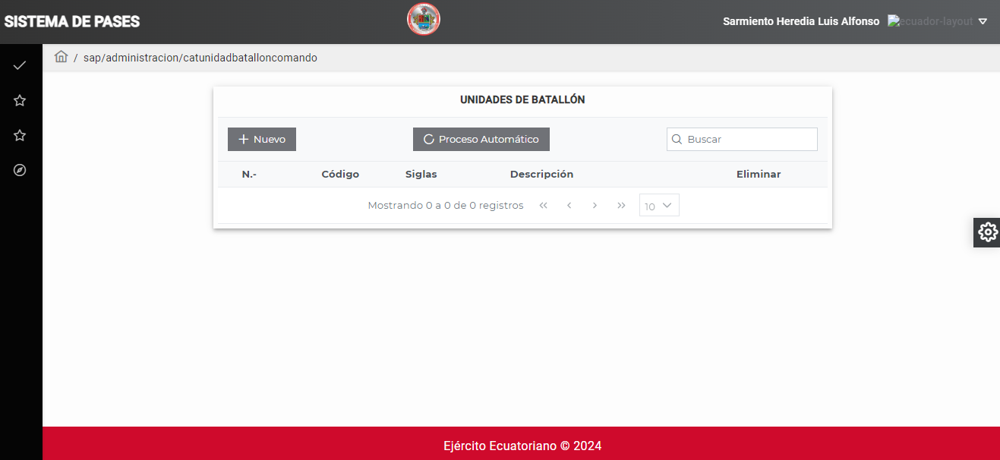 SISTEMA DE PASES
Sarmiento Heredia Luis Alfonso ecuador-layout
/ sap/administracion/catunidadbatalloncomando
UNIDADES DE BATALLÓN
Nuevo Proceso Automático Buscar
N.- Código Siglas Descripción Eliminar
Mostrando 0 a 0 de 0 registros 10
Ejército Ecuatoriano © 2024